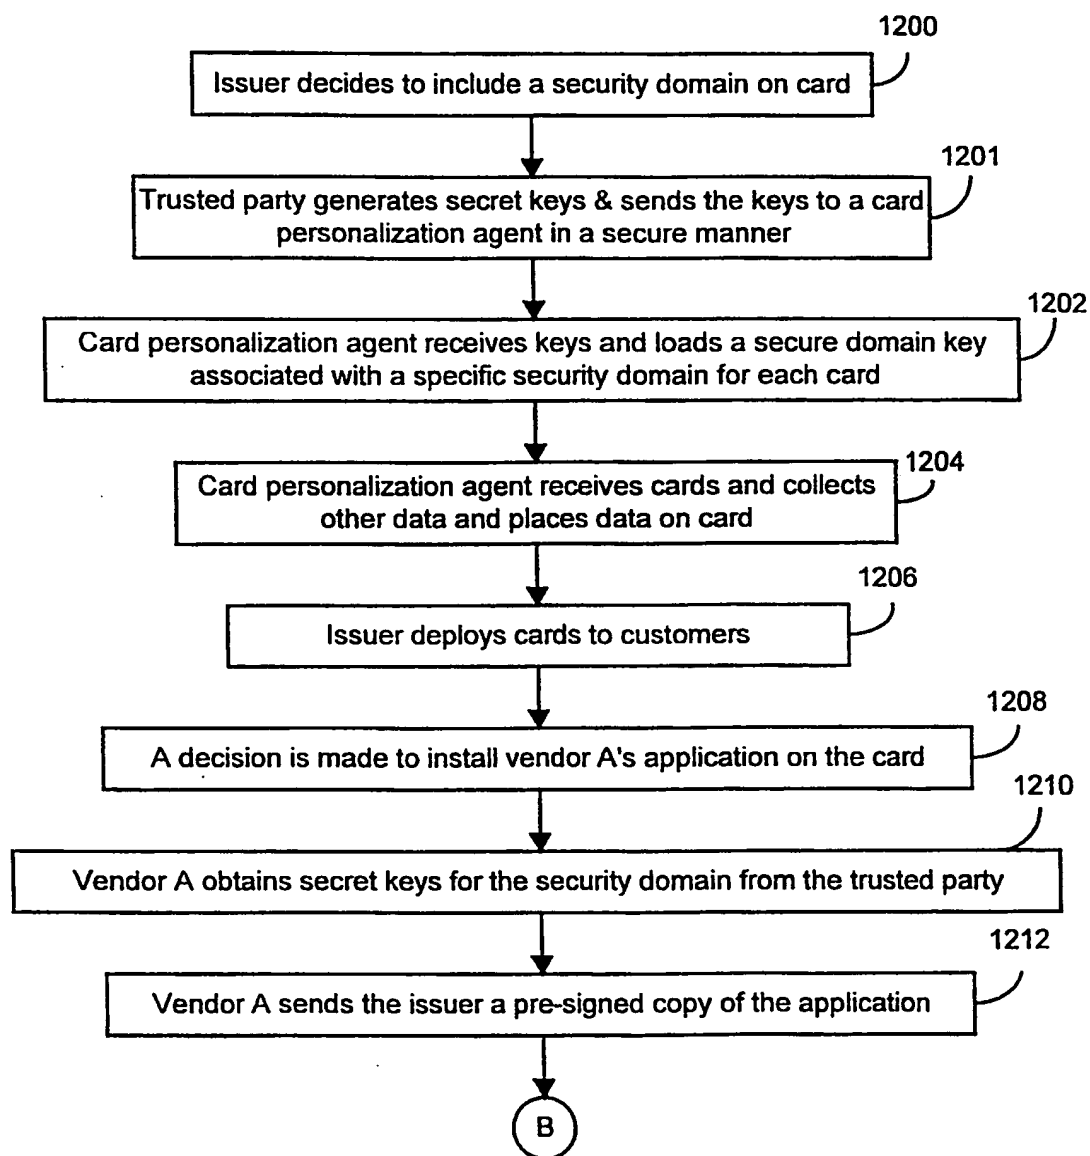 1200
Issuer decides to include a security domain on card
1201
Trusted party generates secret keys & sends the keys to a card
personalization agent in a secure manner
1202
Card personalization agent receives keys and loads a secure domain key
associated with a specific security domain for each card
1204
Card personalization agent receives cards and collects
other data and places data on card
1206
Issuer deploys cards to customers
1208
A decision is made to install vendor A's application on the card
1210
Vendor A obtains secret keys for the security domain from the trusted party
1212
Vendor A sends the issuer a pre-signed copy of the application
B